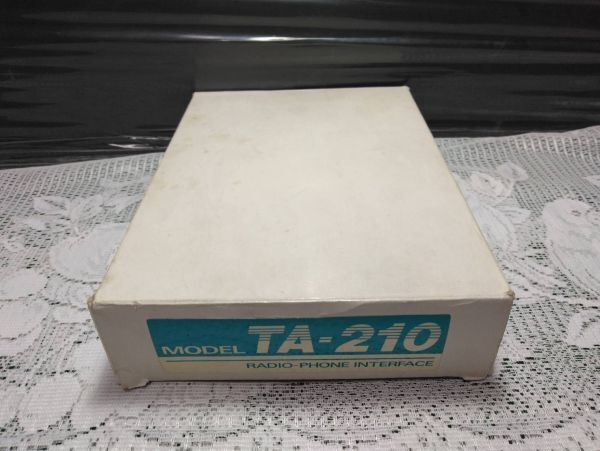 MODEL TA-210
RADIO-PHONE INTERFACE